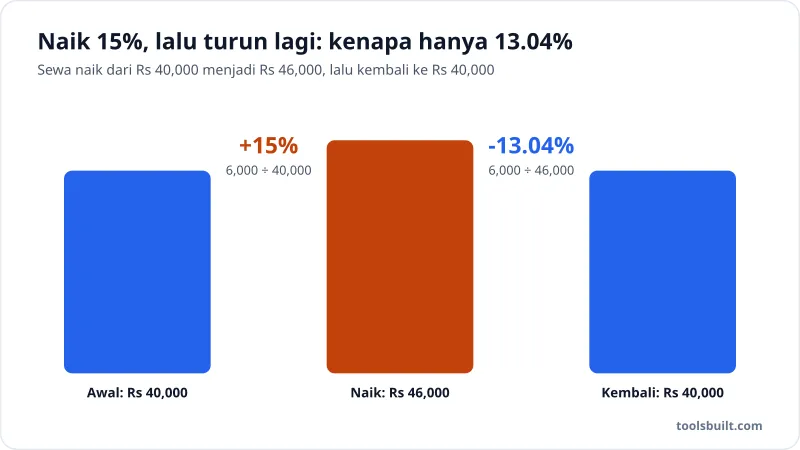 Naik 15%, lalu turun lagi: kenapa hanya 13.04%
Sewa naik dari Rs 40,000 menjadi Rs 46,000, lalu kembali ke Rs 40,000
+15%
6,000 ÷ 40,000
-13.04%
6,000 ÷ 46,000
Awal: Rs 40,000
Naik: Rs 46,000
Kembali: Rs 40,000
toolsbuilt.com